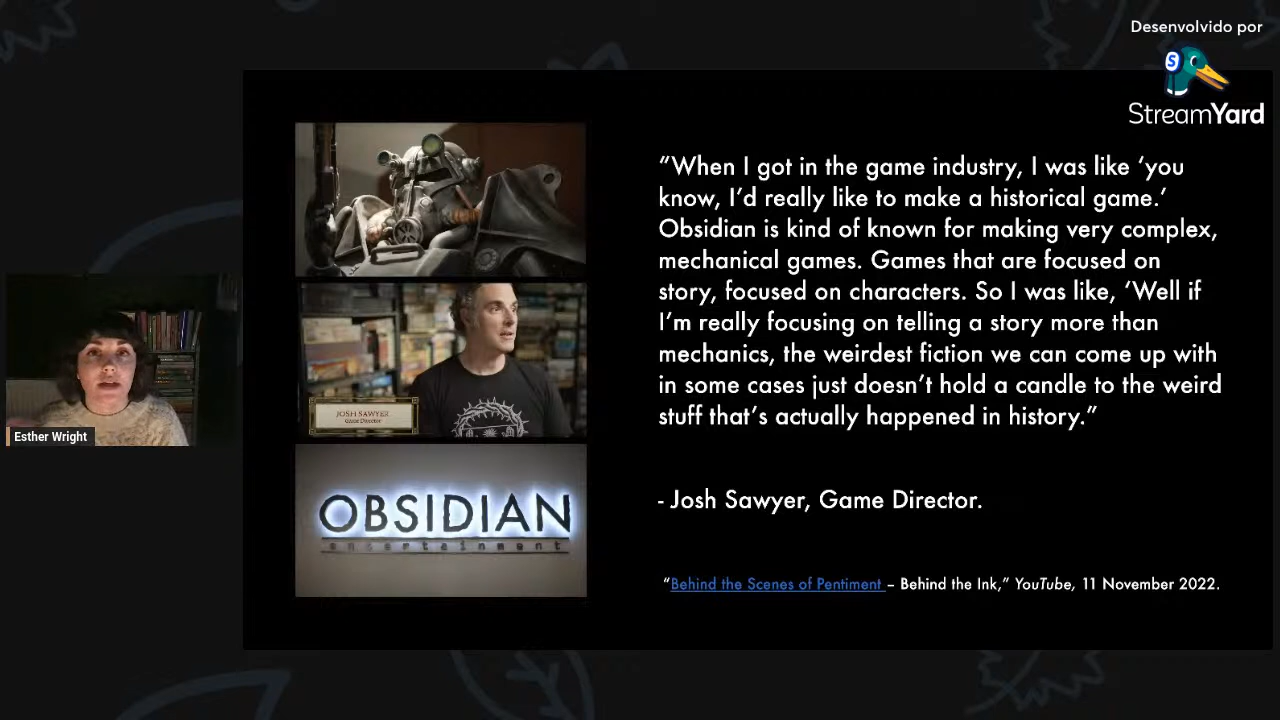 Desenvolvido por
StreamYard
“When I got in the game industry, I was like ‘you
know, I’d really like to make a historical game.’
Obsidian is kind of known for making very complex,
mechanical games. Games that are focused on
story, focused on characters. So I was like, ‘Well if
I’m really focusing on telling a story more than
mechanics, the weirdest fiction we can come up with
in some cases just doesn’t hold a candle to the weird
stuff that’s actually happened in history.”
- Josh Sawyer, Game Director.
“Behind the Scenes of Pentiment – Behind the Ink,” YouTube, 11 November 2022.
JOSH SAWYER
Game Director
OBSIDIAN
entertainment
Esther Wright